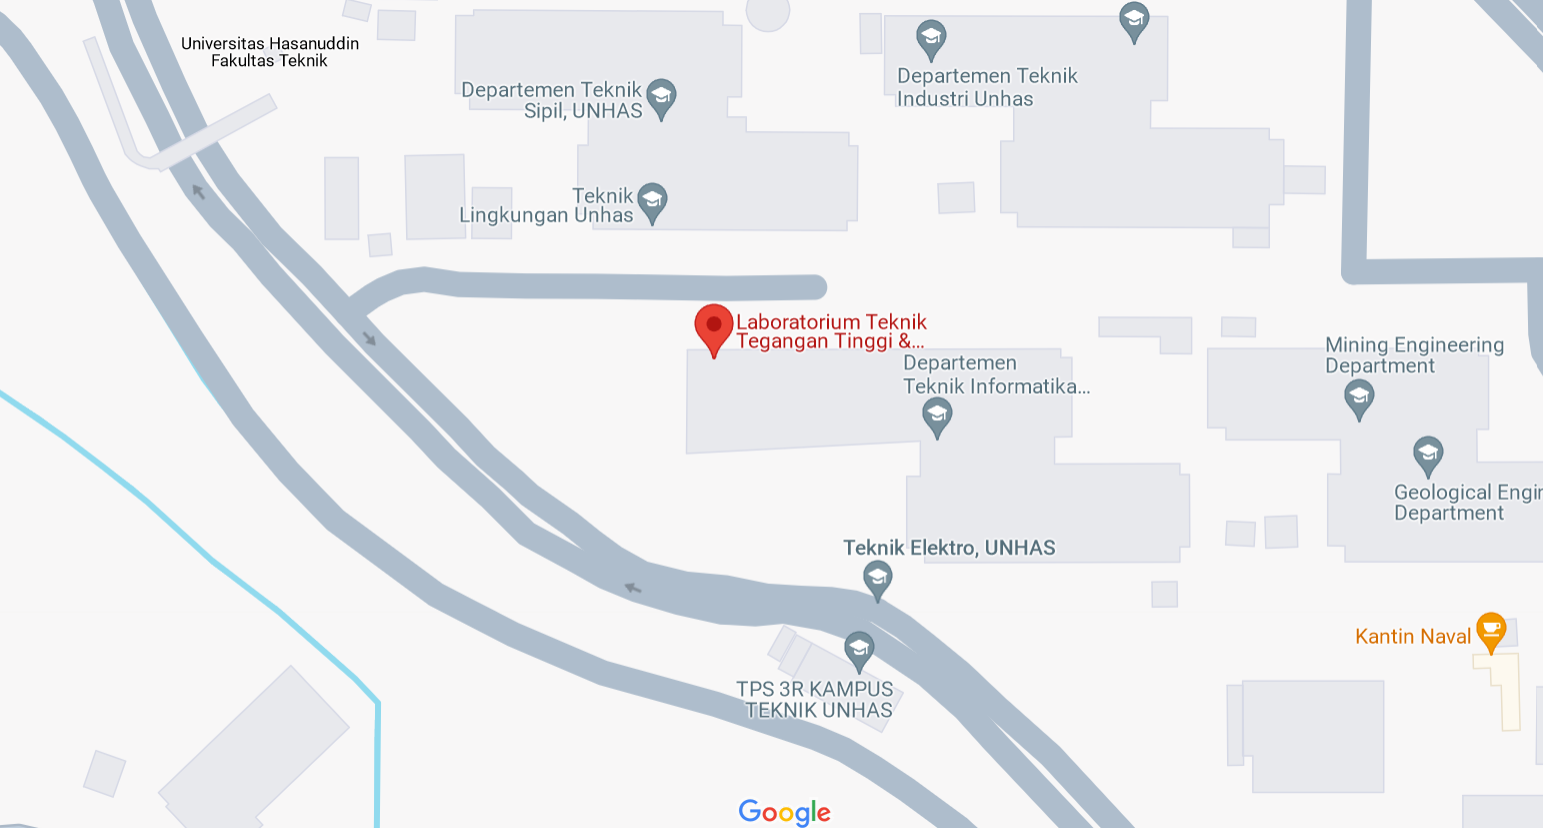 Universitas Hasanuddin
Fakultas Teknik
Departemen Teknik
Sipil, UNHAS
Departemen Teknik
Industri Unhas
Teknik
Lingkungan Unhas
Laboratorium Teknik
Tegangan Tinggi &...
Departemen
Teknik Informatika...
Mining Engineering
Department
Geological Engir
Department
Teknik Elektro, UNHAS
Kantin Naval
TPS 3R KAMPUS
TEKNIK UNHAS
Google